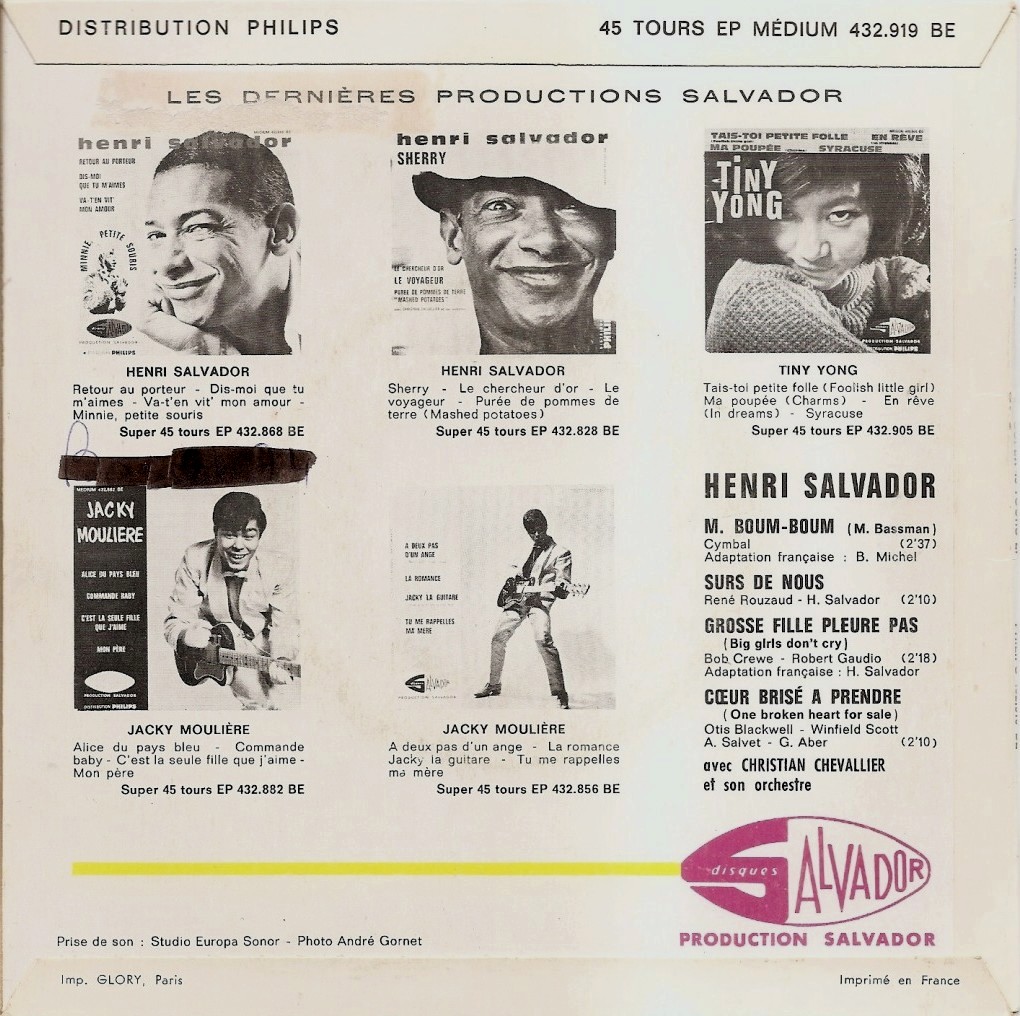 DISTRIBUTION PHILIPS
45 TOURS EP MÉDIUM 432.919 BE
LES DERNIÈRES PRODUCTIONS SALVADOR
henri salvador
RETOUR AU PORTEUR
DIS-MOI
QUE TU M'AIMES
VA-T'EN VIT'
MON AMOUR
MINNIE PETITE SOURIS
disques SALVADOR
PRODUCTION SALVADOR
PHILIPS
HENRI SALVADOR
Retour au porteur - Dis-moi que tu
m'aimes - Va-t'en vit' mon amour -
Minnie, petite souris
Super 45 tours EP 432.868 BE
henri salvador
SHERRY
LE CHERCHEUR D'OR
LE VOYAGEUR
PURÉE DE POMMES DE TERRE
"MASHED POTATOES"
HENRI SALVADOR
Sherry - Le chercheur d'or - Le
voyageur - Purée de pommes de
terre (Mashed potatoes)
Super 45 tours EP 432.828 BE
TAIS-TOI PETITE FOLLE EN RÊVE
MA POUPÉE (Charms) SYRACUSE
TiNY
YONG
SALVADOR
PRODUCTION SALVADOR
DISTRIBUTION PHILIPS
TINY YONG
Tais-toi petite folle (Foolish little girl)
Ma poupée (Charms) - En rêve
(In dreams) - Syracuse
Super 45 tours EP 432.905 BE
MEDIUM 432.882 BE
JACKY
MOULIERE
ALICE DU PAYS BLEU
COMMANDE BABY
C'EST LA SEULE FILLE
QUE J'AIME
MON PÈRE
PRODUCTION SALVADOR
DISTRIBUTION PHILIPS
JACKY MOULIÈRE
Alice du pays bleu - Commande
baby - C'est la seule fille que j'aime -
Mon père
Super 45 tours EP 432.882 BE
A DEUX PAS
D'UN ANGE
LA ROMANCE
JACKY LA GUITARE
TU ME RAPPELLES
MA MERE
disques SALVADOR
JACKY MOULIÈRE
A deux pas d'un ange - La romance
Jacky la guitare - Tu me rappelles
ma mère
Super 45 tours EP 432.856 BE
HENRI SALVADOR
M. BOUM-BOUM (M. Bassman)
Cymbal (2'37)
Adaptation française : B. Michel
SURS DE NOUS
René Rouzaud - H. Salvador (2'10)
GROSSE FILLE PLEURE PAS
(Big girls don't cry)
Bob Crewe - Robert Gaudio (2'18)
Adaptation française : H. Salvador
CŒUR BRISÉ A PRENDRE
(One broken heart for sale)
Otis Blackwell - Winfield Scott
A. Salvet - G. Aber (2'10)
avec CHRISTIAN CHEVALLIER
et son orchestre
disques SALVADOR
PRODUCTION SALVADOR
Prise de son : Studio Europa Sonor - Photo André Gornet
Imp. GLORY, Paris
Imprimé en France